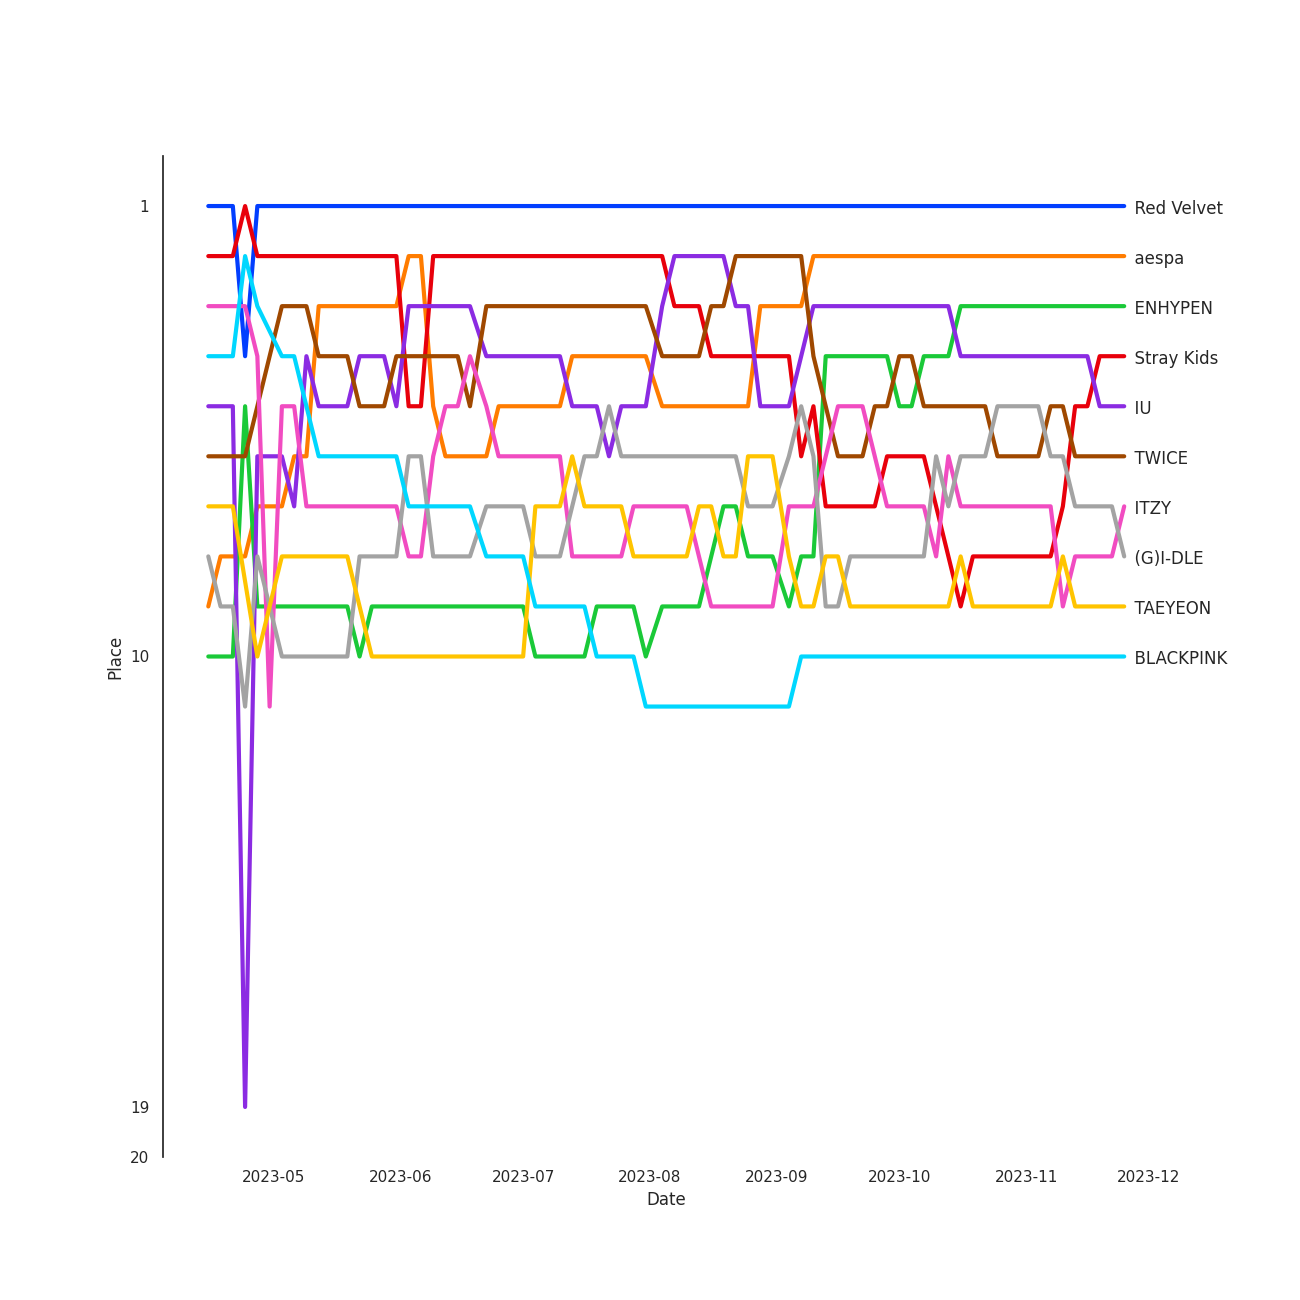 1
10
19
20
Place
Red Velvet
aespa
ENHYPEN
Stray Kids
IU
TWICE
ITZY
(G)I-DLE
TAEYEON
BLACKPINK
2023-05 2023-06 2023-07 2023-08 2023-09 2023-10 2023-11 2023-12
Date